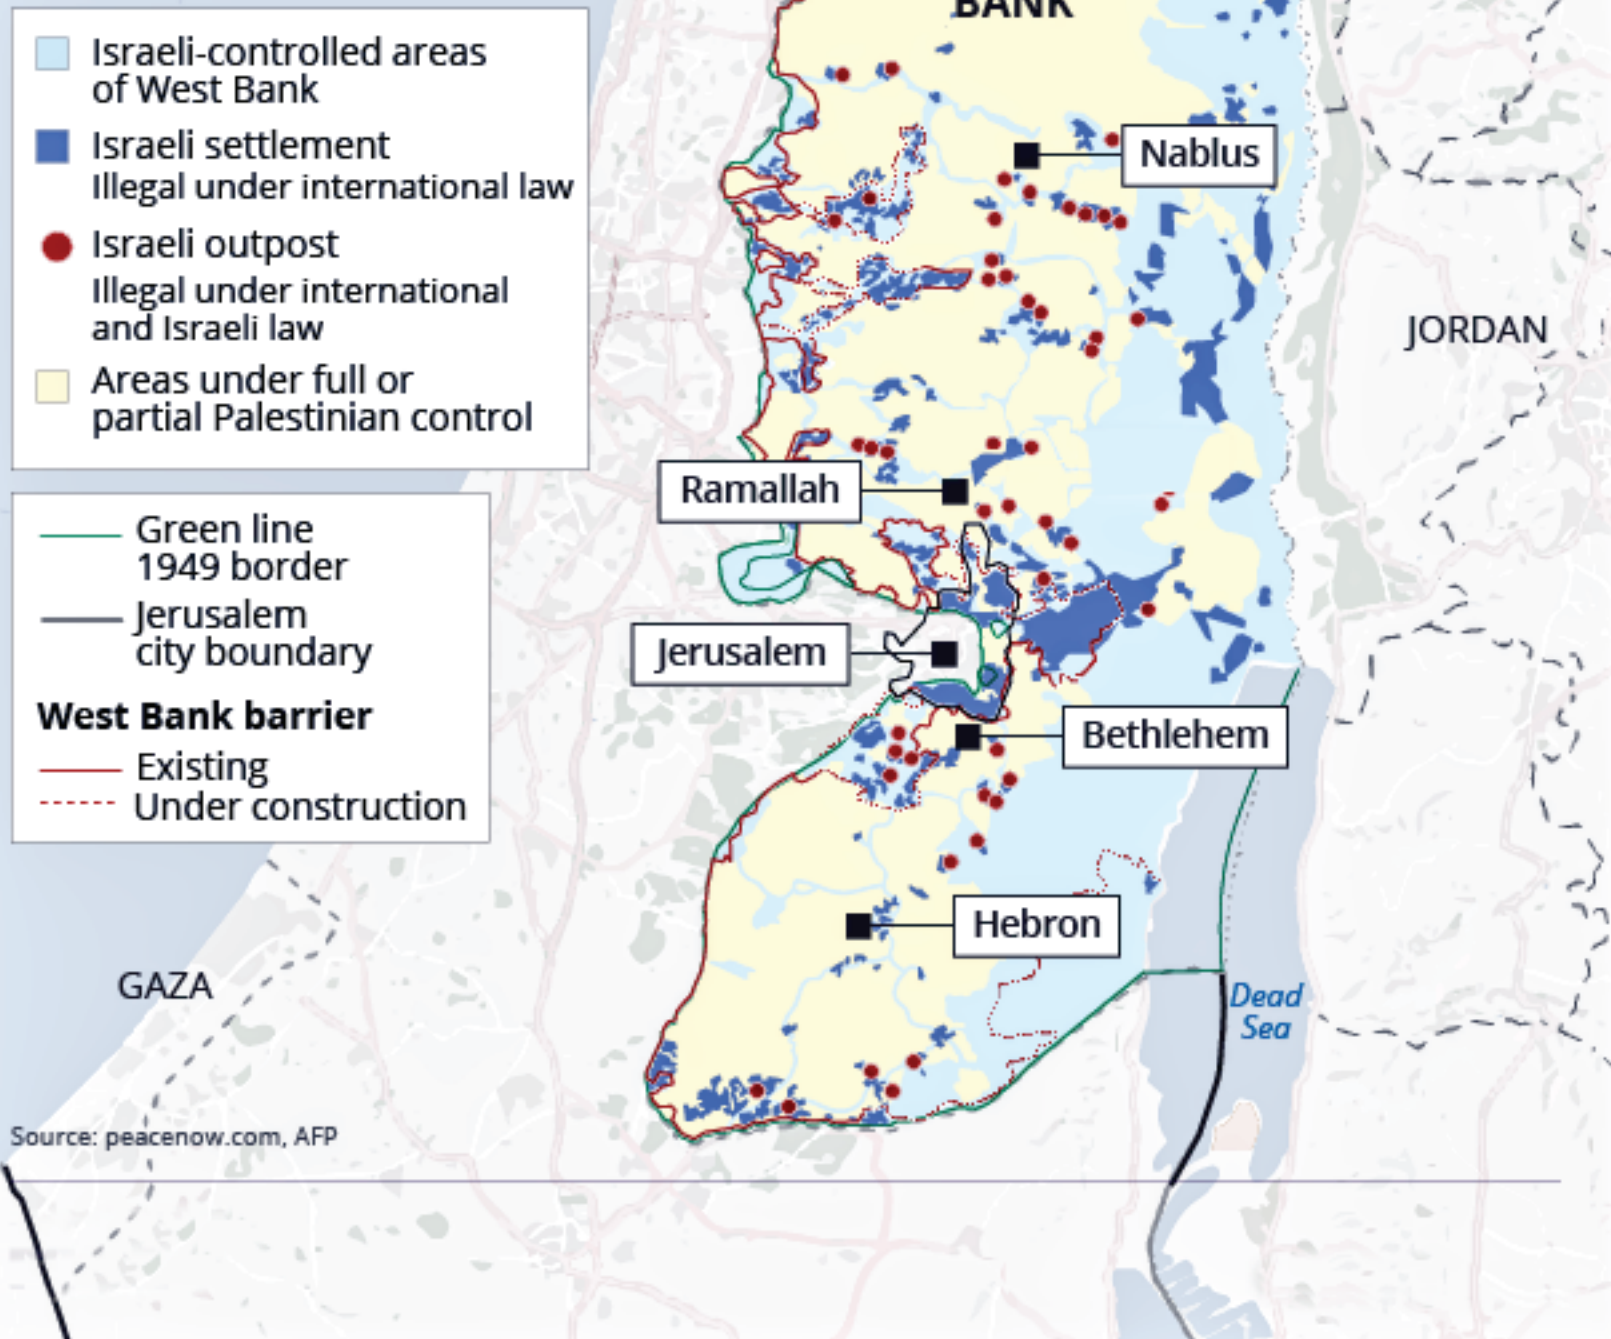 BANK
Israeli-controlled areas
of West Bank
Israeli settlement
Illegal under international law
Israeli outpost
Illegal under international
and Israeli law
Areas under full or
partial Palestinian control
Green line
1949 border
Jerusalem
city boundary
West Bank barrier
Existing
Under construction
Nablus
JORDAN
Ramallah
Jerusalem
Bethlehem
Hebron
GAZA
Dead
Sea
Source: peacenow.com, AFP